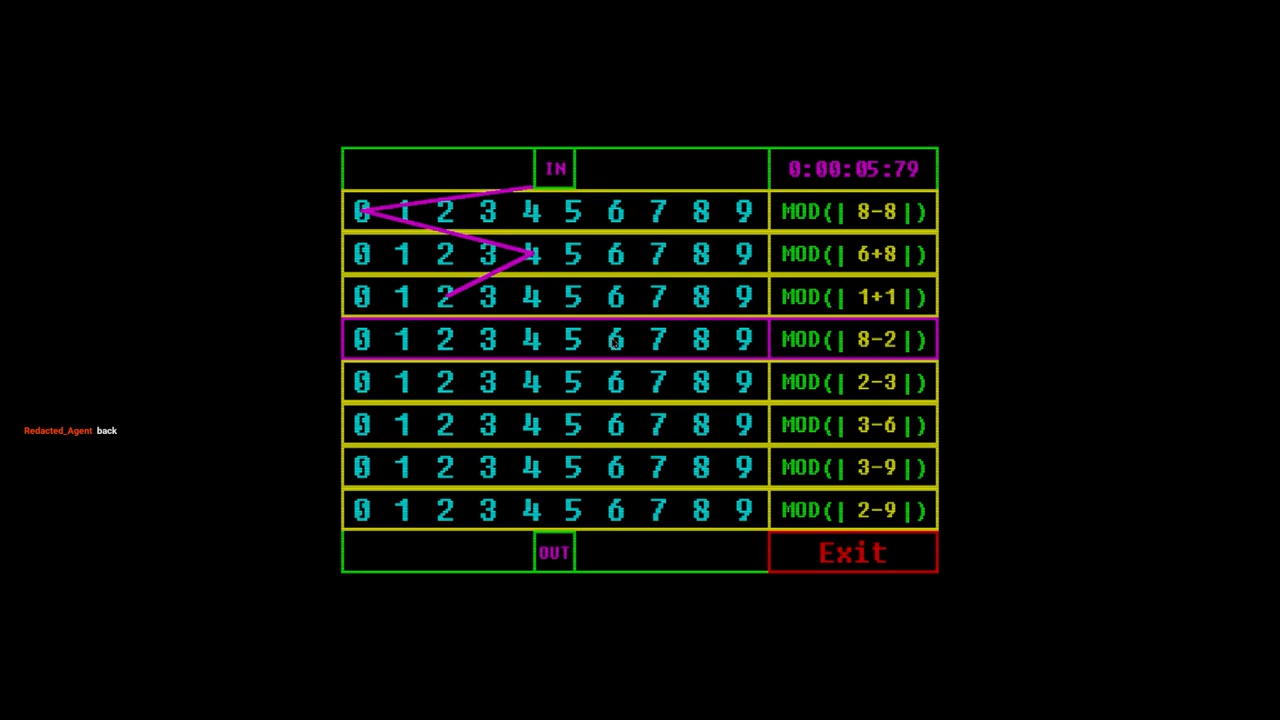 IN 0:00:05:79
0 1 2 3 4 5 6 7 8 9 MOD(| 8-8 |)
0 1 2 3 4 5 6 7 8 9 MOD(| 6+8 |)
0 1 2 3 4 5 6 7 8 9 MOD(| 1+1 |)
0 1 2 3 4 5 6 7 8 9 MOD(| 8-2 |)
0 1 2 3 4 5 6 7 8 9 MOD(| 2-3 |)
0 1 2 3 4 5 6 7 8 9 MOD(| 3-6 |)
Redacted_Agent back
0 1 2 3 4 5 6 7 8 9 MOD(| 3-9 |)
0 1 2 3 4 5 6 7 8 9 MOD(| 2-9 |)
OUT Exit